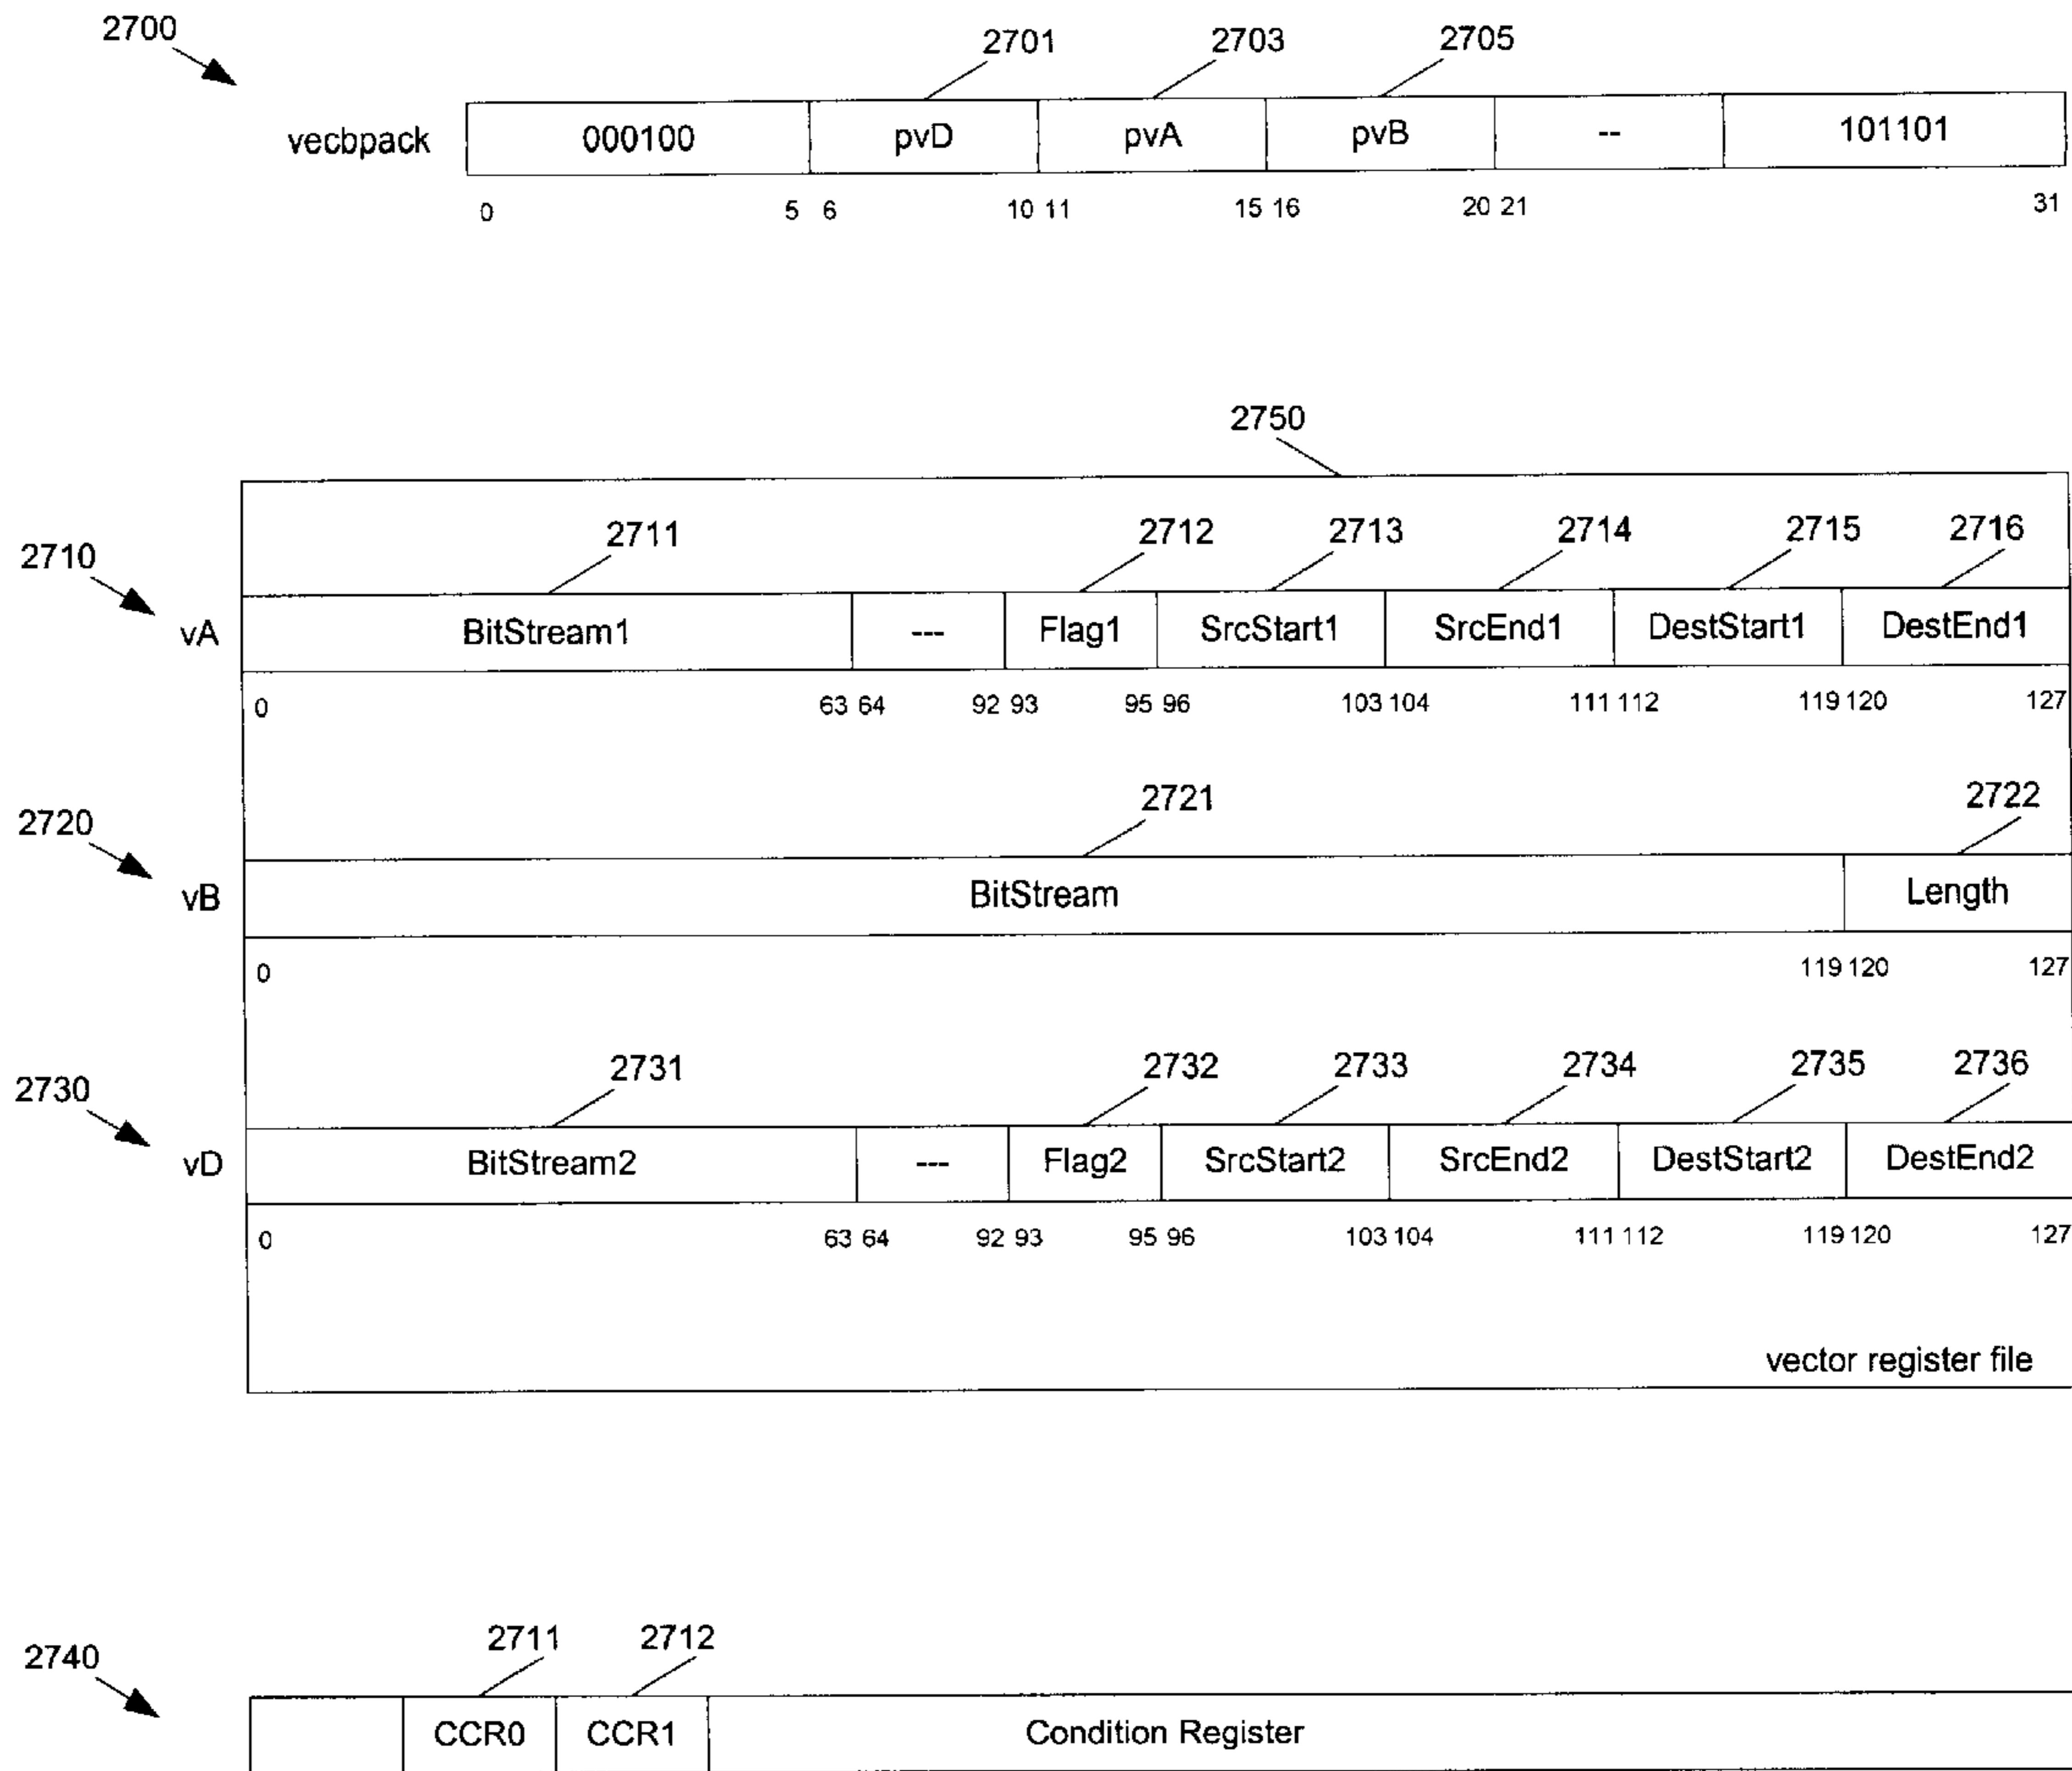 2700
2701 2703 2705
vecbpack 000100 pvD pvA pvB -- 101101
0 5 6 10 11 15 16 20 21 31
2750
2710 2711 2712 2713 2714 2715 2716
vA BitStream1 --- Flag1 SrcStart1 SrcEnd1 DestStart1 DestEnd1
0 63 64 92 93 95 96 103 104 111 112 119 120 127
2720 2721 2722
vB BitStream Length
0 119 120 127
2730 2731 2732 2733 2734 2735 2736
vD BitStream2 --- Flag2 SrcStart2 SrcEnd2 DestStart2 DestEnd2
0 63 64 92 93 95 96 103 104 111 112 119 120 127
vector register file
2740 2711 2712
CCR0 CCR1 Condition Register